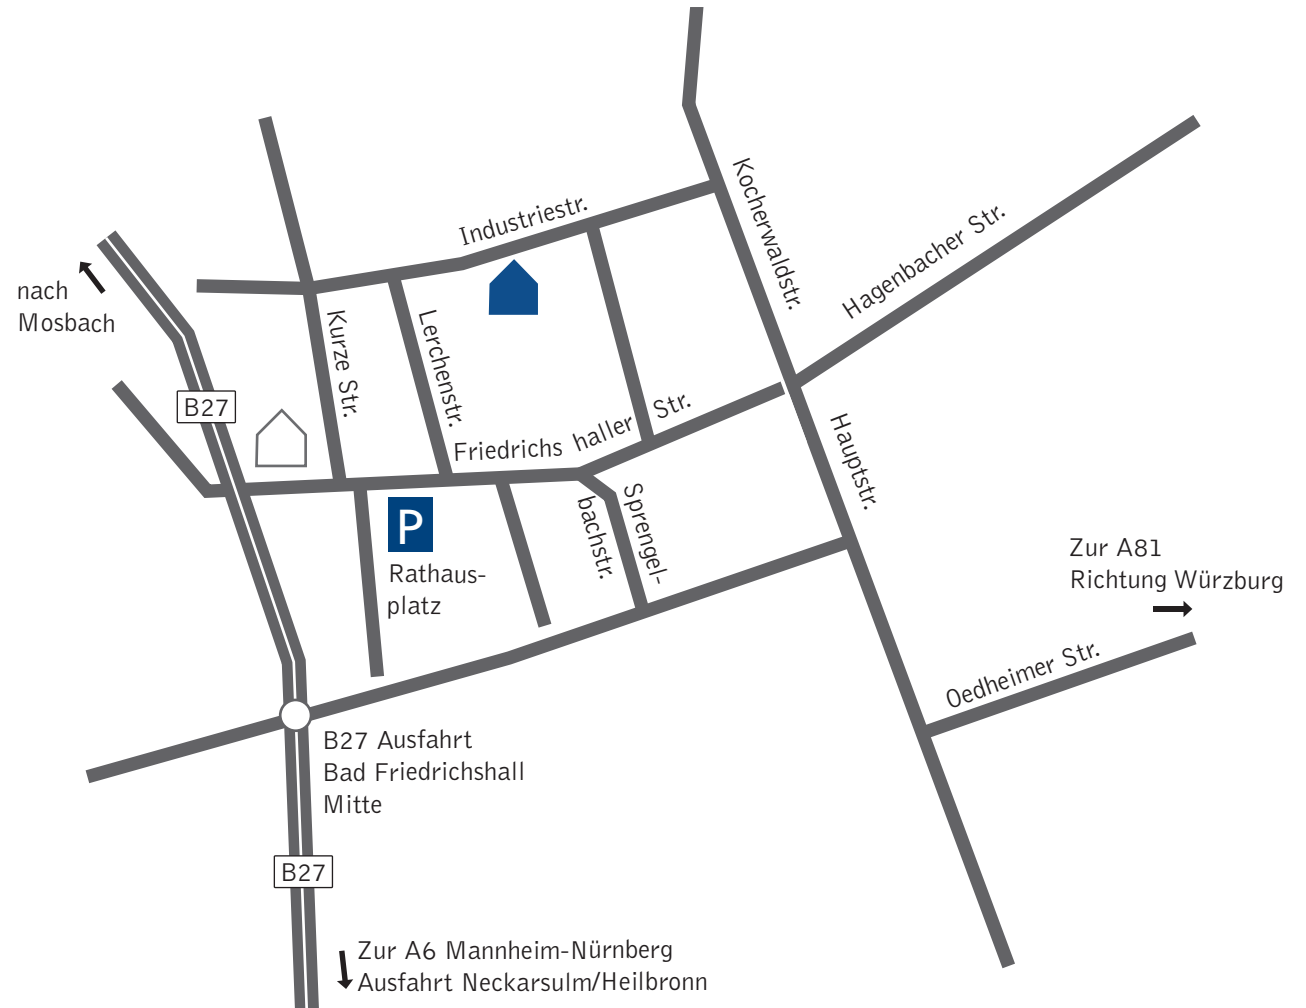 Kocherwaldstr.
Industriestr.
Hagenbacher Str.
nach
Mosbach
Kurze Str.
Lerchenstr.
B27
Friedrichs haller Str.
Hauptstr.
Sprengel-
bachstr.
P
Rathaus-
platz
Zur A81
Richtung Würzburg
Oedheimer Str.
B27 Ausfahrt
Bad Friedrichshall
Mitte
B27
Zur A6 Mannheim-Nürnberg
Ausfahrt Neckarsulm/Heilbronn